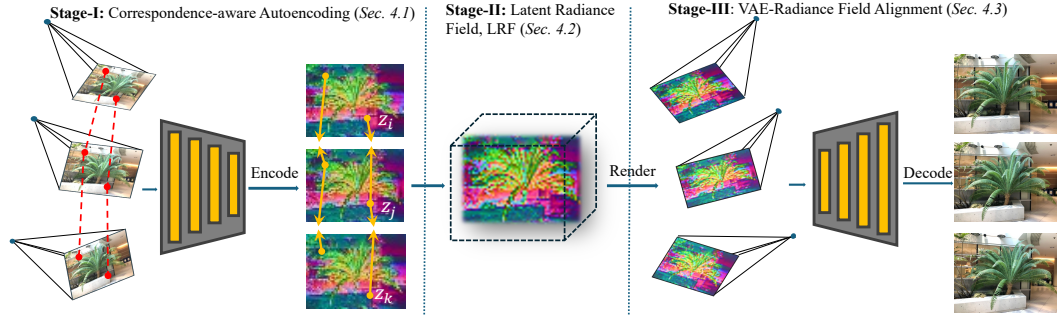 Stage-I: Correspondence-aware Autoencoding (Sec. 4.1)
Stage-II: Latent Radiance
Field, LRF (Sec. 4.2)
Stage-III: VAE-Radiance Field Alignment (Sec. 4.3)
Encode
z_i
z_j
z_k
Render
Decode